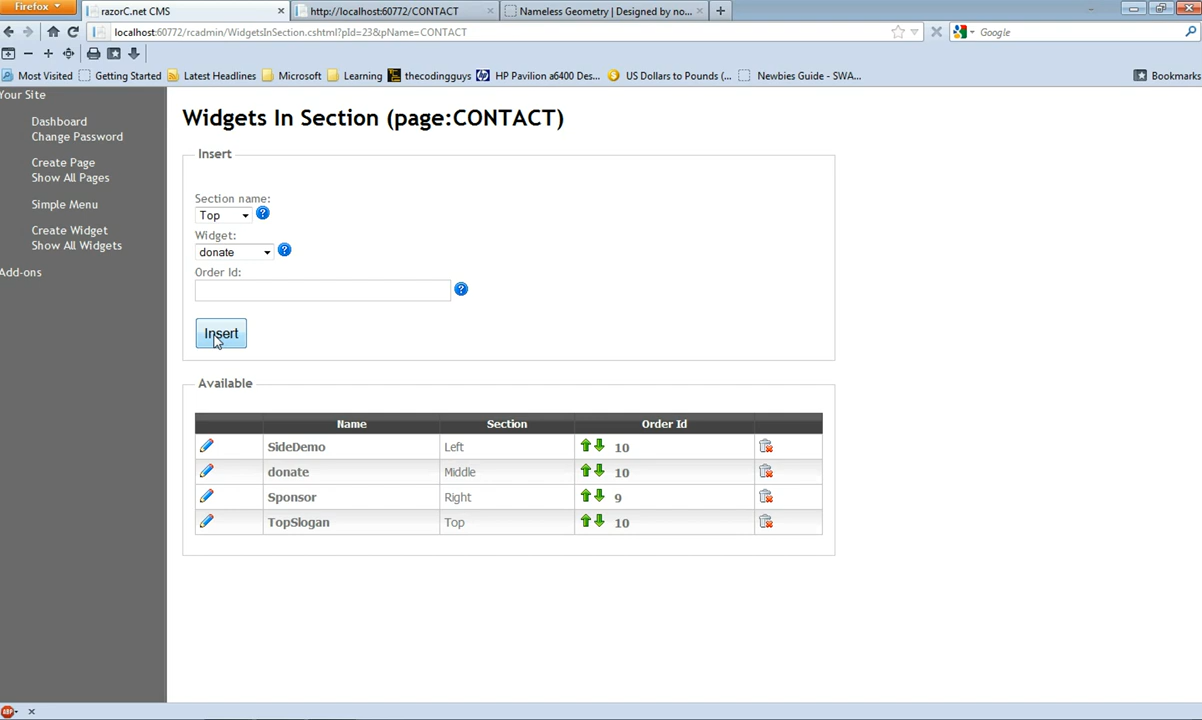 Firefox
razorC.net CMS
http://localhost:60772/CONTACT
Nameless Geometry | Designed by no...
localhost:60772/rcadmin/WidgetsInSection.cshtml?pId=23&pName=CONTACT
Google
Most Visited
Getting Started
Latest Headlines
Microsoft
Learning
thecodingguys
HP Pavilion a6400 Des...
US Dollars to Pounds (...
Newbies Guide - SWA...
Bookmarks
Your Site
Dashboard
Change Password
Create Page
Show All Pages
Simple Menu
Create Widget
Show All Widgets
Add-ons
Widgets In Section (page:CONTACT)
Insert
Section name:
Top
Widget:
donate
Order Id:
Insert
Available
Name Section Order Id
SideDemo Left 10
donate Middle 10
Sponsor Right 9
TopSlogan Top 10
ABP